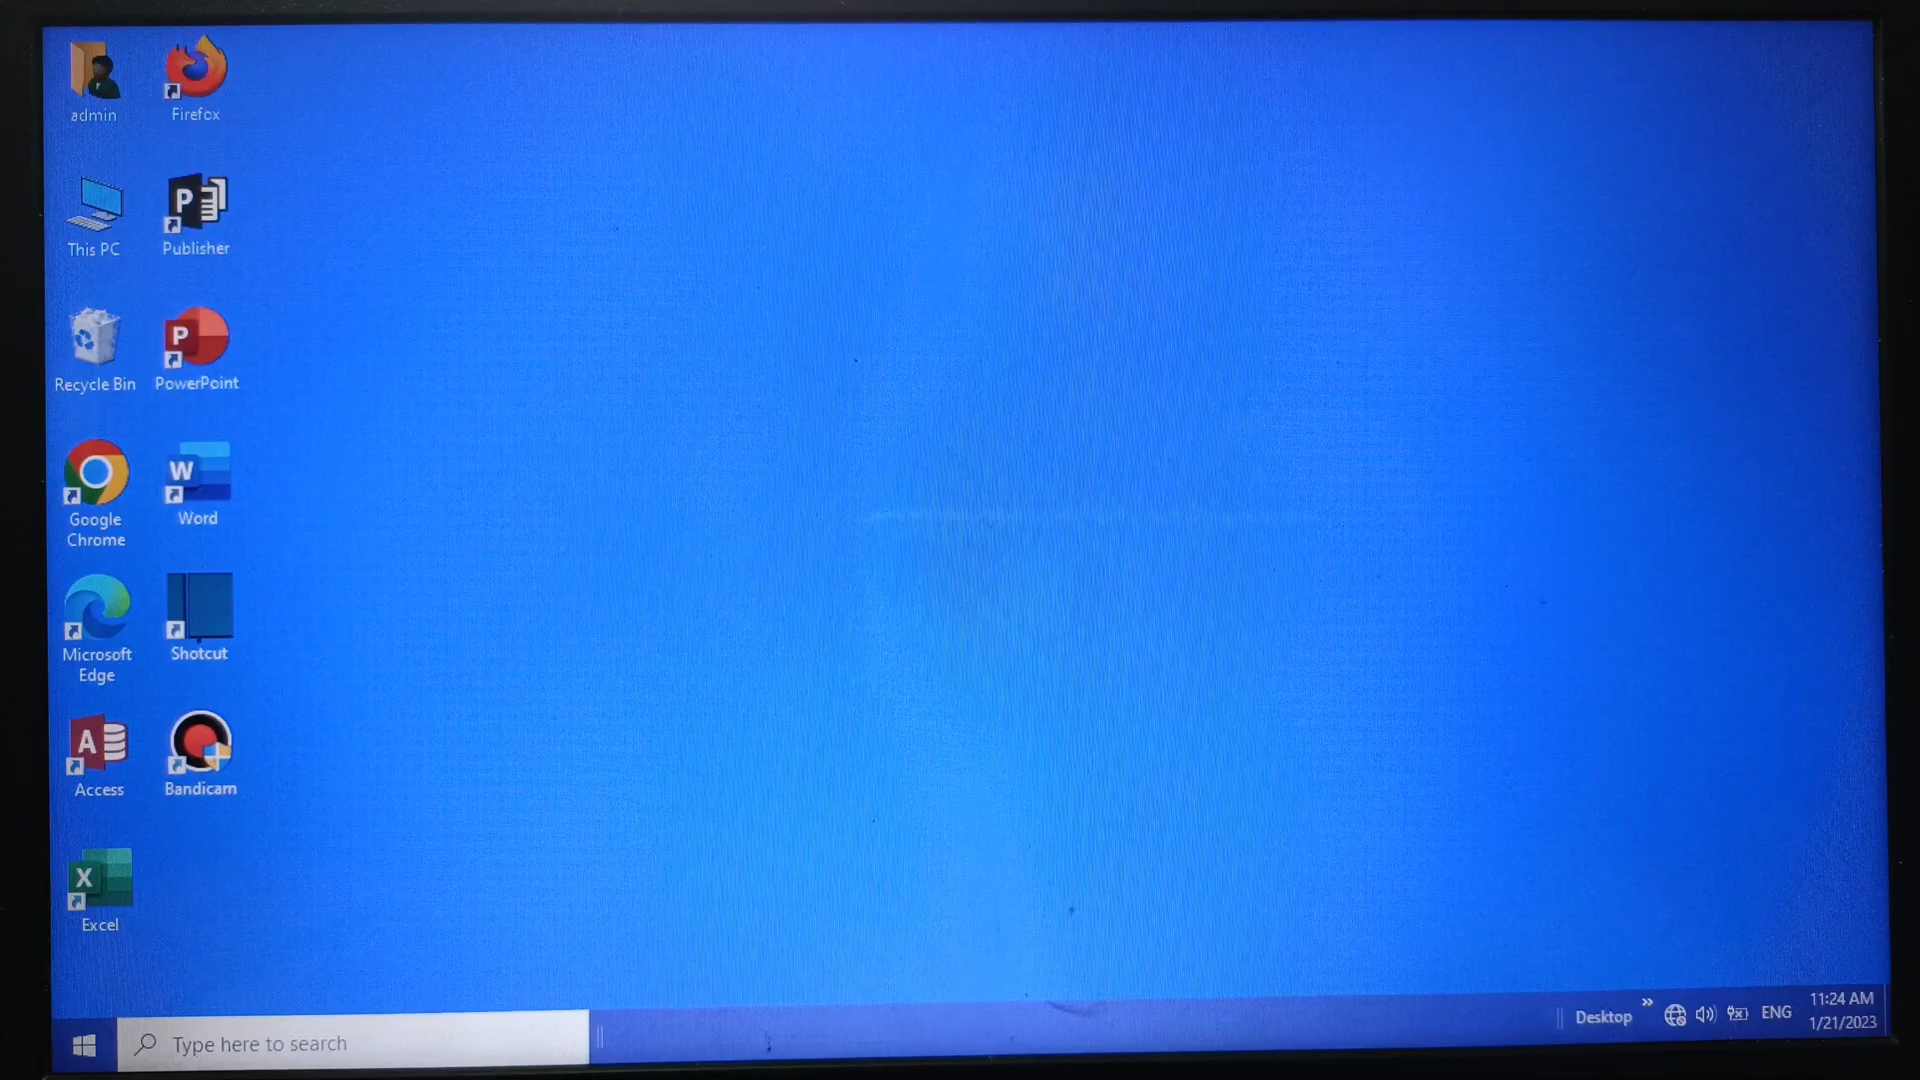 admin
Firefox
This PC
Publisher
Recycle Bin
PowerPoint
Google
Chrome
Word
Microsoft
Edge
Shotcut
Access
Bandicam
Excel
Type here to search
Desktop
ENG
11:24 AM
1/21/2023